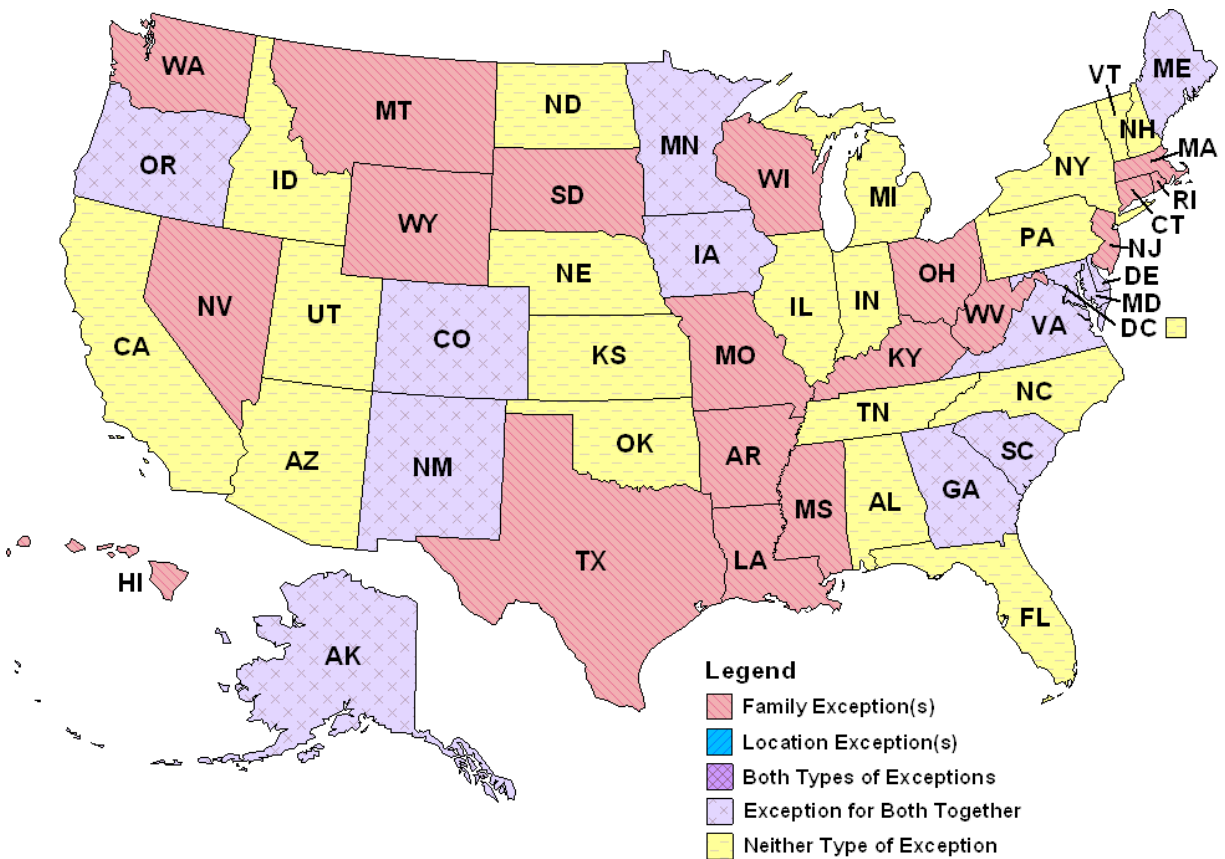 ME
VT
WA
MT
ND
MN
NH
MA
OR
ID
SD
WI
MI
NY
RI
WY
CT
PA
NJ
IA
NE
OH
DE
NV
UT
CO
IL
IN
WV
MD
VA
DC
CA
KS
MO
KY
NC
TN
AZ
NM
OK
AR
SC
GA
MS
AL
TX
LA
HI
FL
AK
Legend
Family Exception(s)
Location Exception(s)
Both Types of Exceptions
Exception for Both Together
Neither Type of Exception